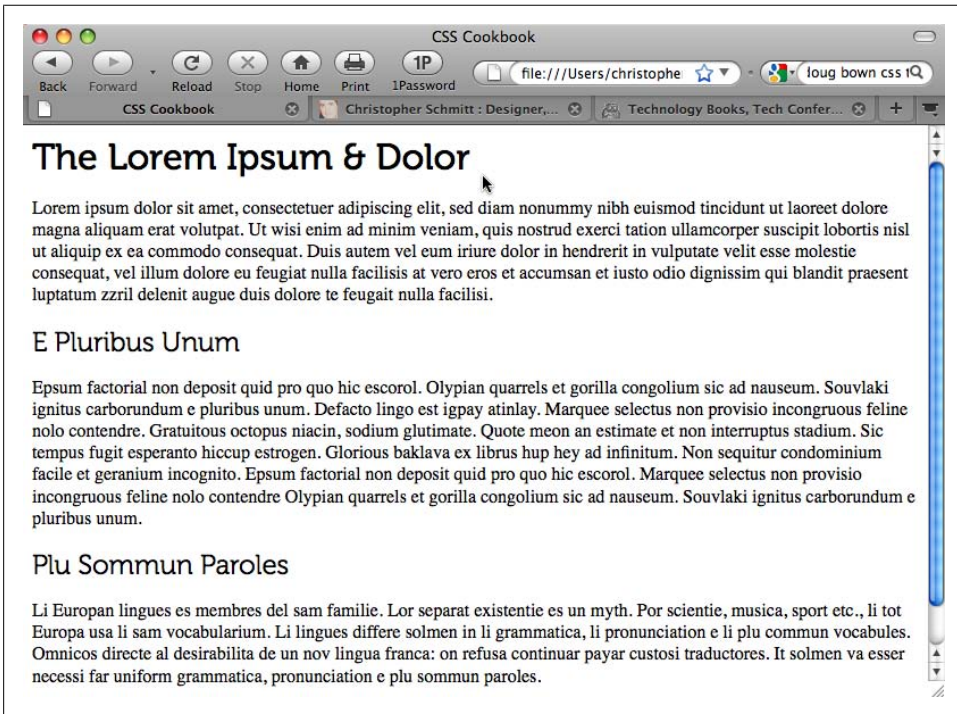 CSS Cookbook
1P
file:///Users/christophe
loug bown css t
Back Forward Reload Stop Home Print 1Password
CSS Cookbook Christopher Schmitt : Designer,... Technology Books, Tech Confer... +
The Lorem Ipsum & Dolor
Lorem ipsum dolor sit amet, consectetuer adipiscing elit, sed diam nonummy nibh euismod tincidunt ut laoreet dolore
magna aliquam erat volutpat. Ut wisi enim ad minim veniam, quis nostrud exerci tation ullamcorper suscipit lobortis nisl
ut aliquip ex ea commodo consequat. Duis autem vel eum iriure dolor in hendrerit in vulputate velit esse molestie
consequat, vel illum dolore eu feugiat nulla facilisis at vero eros et accumsan et iusto odio dignissim qui blandit praesent
luptatum zzril delenit augue duis dolore te feugait nulla facilisi.
E Pluribus Unum
Epsum factorial non deposit quid pro quo hic escorol. Olypian quarrels et gorilla congolium sic ad nauseum. Souvlaki
ignitus carborundum e pluribus unum. Defacto lingo est igpay atinlay. Marquee selectus non provisio incongruous feline
nolo contendre. Gratuitous octopus niacin, sodium glutimate. Quote meon an estimate et non interruptus stadium. Sic
tempus fugit esperanto hiccup estrogen. Glorious baklava ex librus hup hey ad infinitum. Non sequitur condominium
facile et geranium incognito. Epsum factorial non deposit quid pro quo hic escorol. Marquee selectus non provisio
incongruous feline nolo contendre Olypian quarrels et gorilla congolium sic ad nauseum. Souvlaki ignitus carborundum e
pluribus unum.
Plu Sommun Paroles
Li Europan lingues es membres del sam familie. Lor separat existentie es un myth. Por scientie, musica, sport etc., li tot
Europa usa li sam vocabularium. Li lingues differe solmen in li grammatica, li pronunciation e li plu commun vocabules.
Omnicos directe al desirabilita de un nov lingua franca: on refusa continuar payar custosi traductores. It solmen va esser
necessi far uniform grammatica, pronunciation e plu sommun paroles.